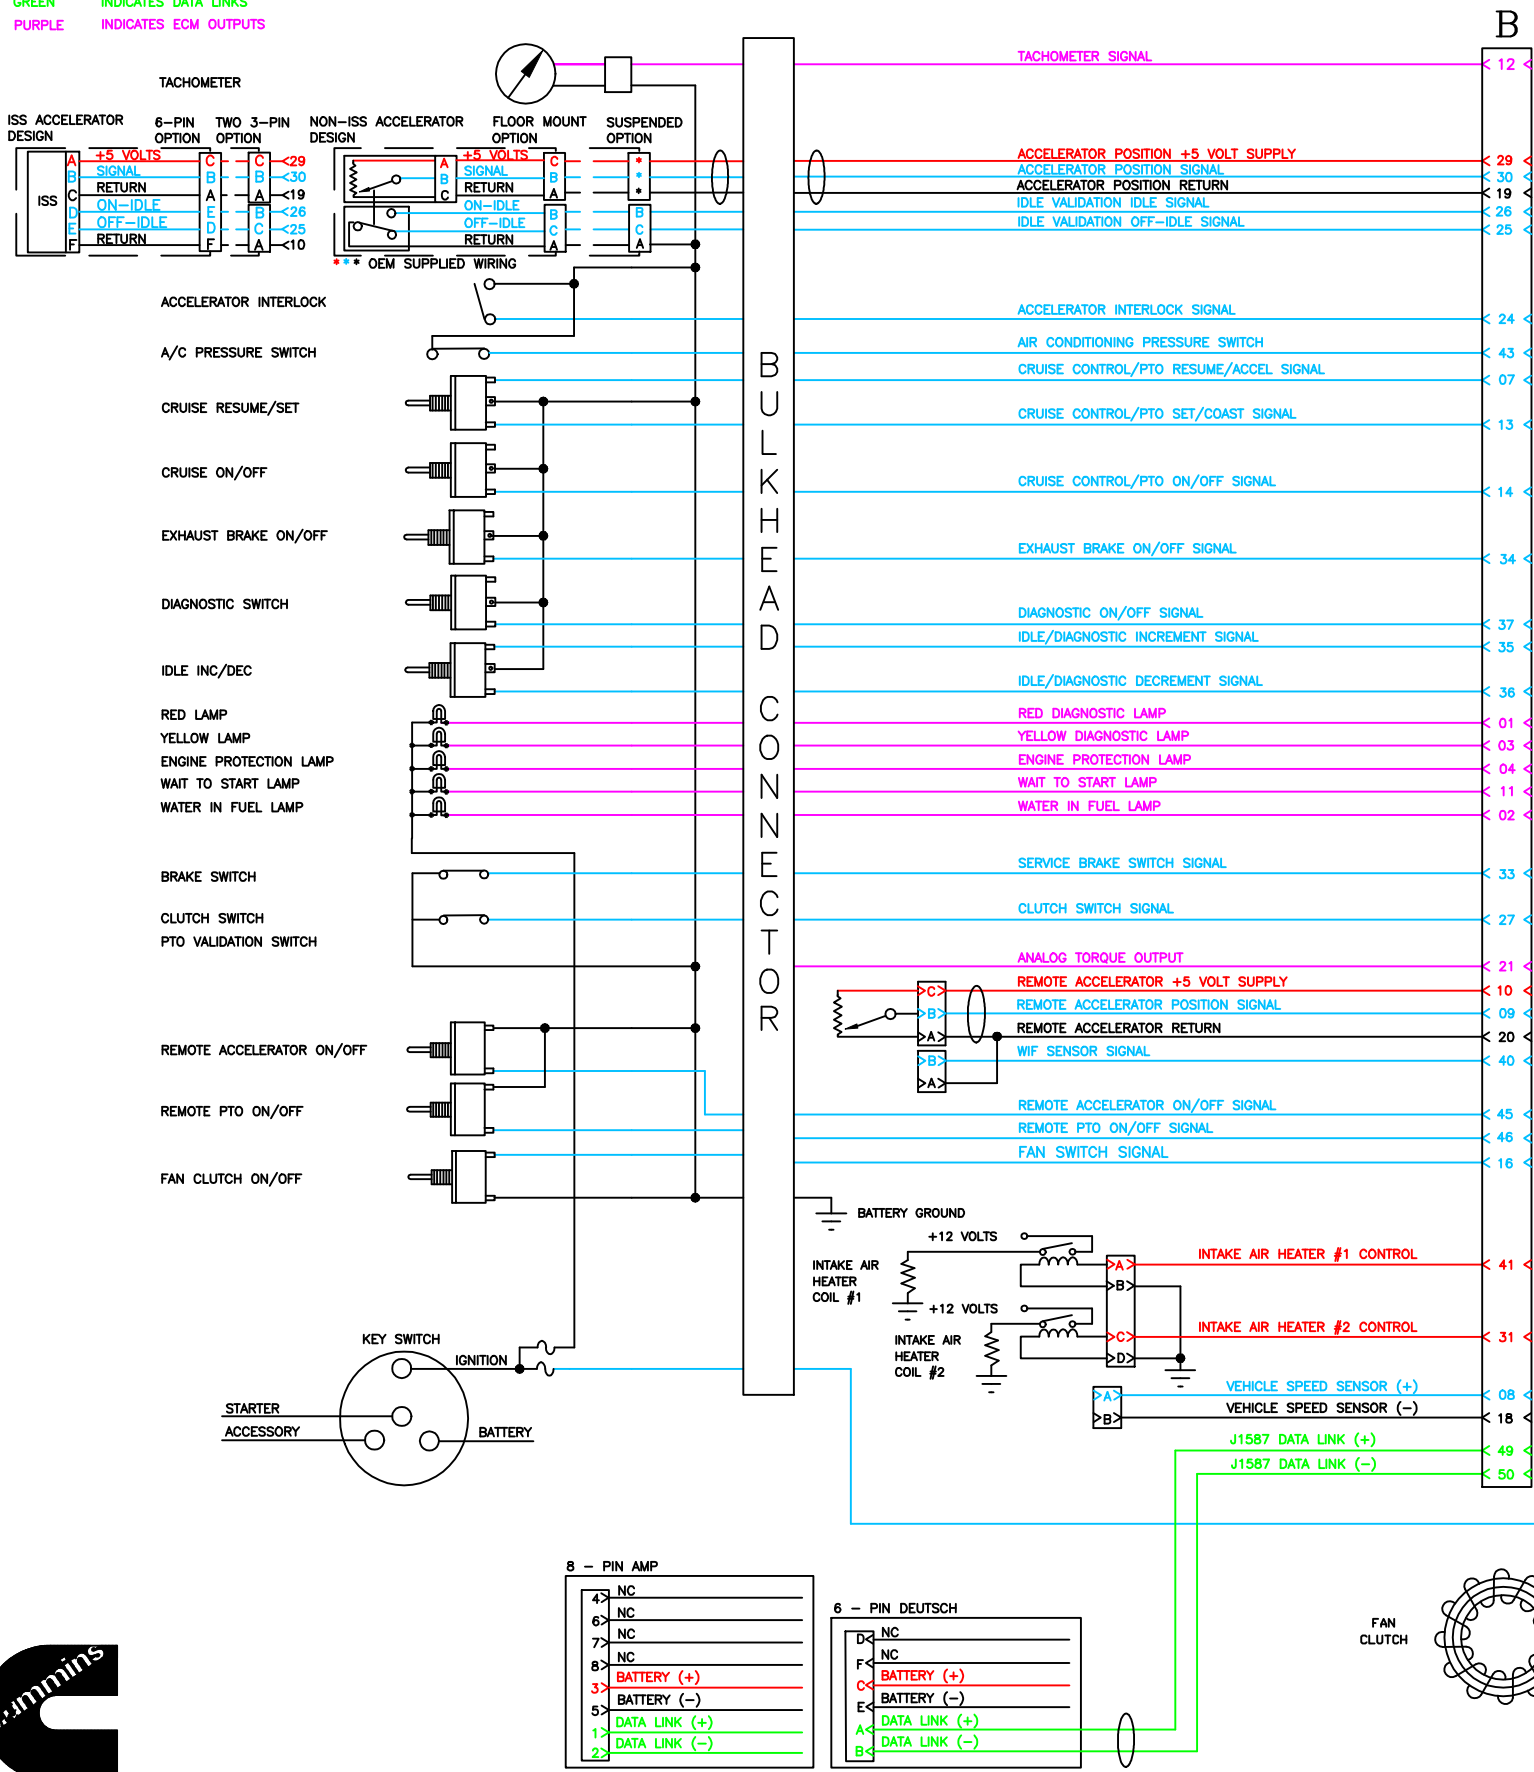 GREEN INDICATES DATA LINKS
PURPLE INDICATES ECM OUTPUTS
B
TACHOMETER
TACHOMETER SIGNAL
12
ISS ACCELERATOR DESIGN
6-PIN OPTION
TWO 3-PIN OPTION
NON-ISS ACCELERATOR DESIGN
FLOOR MOUNT OPTION
SUSPENDED OPTION
ISS
A +5 VOLTS C C 29
B SIGNAL B B 30
C RETURN A A 19
D ON-IDLE E B 26
E OFF-IDLE D C 25
F RETURN F A 10
A +5 VOLTS C *
B SIGNAL B *
C RETURN A *
ON-IDLE B B
OFF-IDLE C C
RETURN A A
* * * OEM SUPPLIED WIRING
ACCELERATOR POSITION +5 VOLT SUPPLY 29
ACCELERATOR POSITION SIGNAL 30
ACCELERATOR POSITION RETURN 19
IDLE VALIDATION IDLE SIGNAL 26
IDLE VALIDATION OFF-IDLE SIGNAL 25
ACCELERATOR INTERLOCK
ACCELERATOR INTERLOCK SIGNAL 24
A/C PRESSURE SWITCH
AIR CONDITIONING PRESSURE SWITCH 43
CRUISE RESUME/SET
CRUISE CONTROL/PTO RESUME/ACCEL SIGNAL 07
CRUISE CONTROL/PTO SET/COAST SIGNAL 13
CRUISE ON/OFF
CRUISE CONTROL/PTO ON/OFF SIGNAL 14
EXHAUST BRAKE ON/OFF
EXHAUST BRAKE ON/OFF SIGNAL 34
DIAGNOSTIC SWITCH
DIAGNOSTIC ON/OFF SIGNAL 37
IDLE INC/DEC
IDLE/DIAGNOSTIC INCREMENT SIGNAL 35
IDLE/DIAGNOSTIC DECREMENT SIGNAL 36
BULKHEAD CONNECTOR
RED LAMP
RED DIAGNOSTIC LAMP 01
YELLOW LAMP
YELLOW DIAGNOSTIC LAMP 03
ENGINE PROTECTION LAMP
ENGINE PROTECTION LAMP 04
WAIT TO START LAMP
WAIT TO START LAMP 11
WATER IN FUEL LAMP
WATER IN FUEL LAMP 02
BRAKE SWITCH
SERVICE BRAKE SWITCH SIGNAL 33
CLUTCH SWITCH
CLUTCH SWITCH SIGNAL 27
PTO VALIDATION SWITCH
ANALOG TORQUE OUTPUT 21
C REMOTE ACCELERATOR +5 VOLT SUPPLY 10
B REMOTE ACCELERATOR POSITION SIGNAL 09
A REMOTE ACCELERATOR RETURN 20
B WIF SENSOR SIGNAL 40
A
REMOTE ACCELERATOR ON/OFF
REMOTE ACCELERATOR ON/OFF SIGNAL 45
REMOTE PTO ON/OFF
REMOTE PTO ON/OFF SIGNAL 46
FAN CLUTCH ON/OFF
FAN SWITCH SIGNAL 16
BATTERY GROUND
+12 VOLTS
INTAKE AIR HEATER COIL #1
A INTAKE AIR HEATER #1 CONTROL 41
B
+12 VOLTS
INTAKE AIR HEATER COIL #2
C INTAKE AIR HEATER #2 CONTROL 31
D
KEY SWITCH
IGNITION
STARTER
ACCESSORY
BATTERY
A VEHICLE SPEED SENSOR (+) 08
B VEHICLE SPEED SENSOR (-) 18
J1587 DATA LINK (+) 49
J1587 DATA LINK (-) 50
8 - PIN AMP
4 NC
6 NC
7 NC
8 NC
3 BATTERY (+)
5 BATTERY (-)
1 DATA LINK (+)
2 DATA LINK (-)
6 - PIN DEUTSCH
D NC
F NC
C BATTERY (+)
E BATTERY (-)
A DATA LINK (+)
B DATA LINK (-)
FAN CLUTCH
ummins